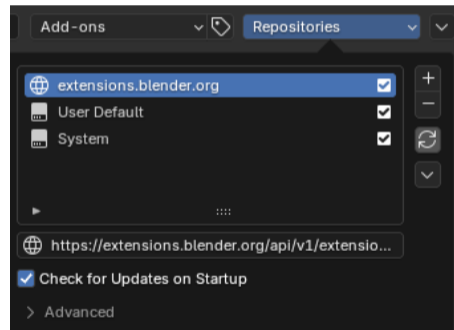 Add-ons Repositories
extensions.blender.org
User Default
System
https://extensions.blender.org/api/v1/extensio...
Check for Updates on Startup
Advanced